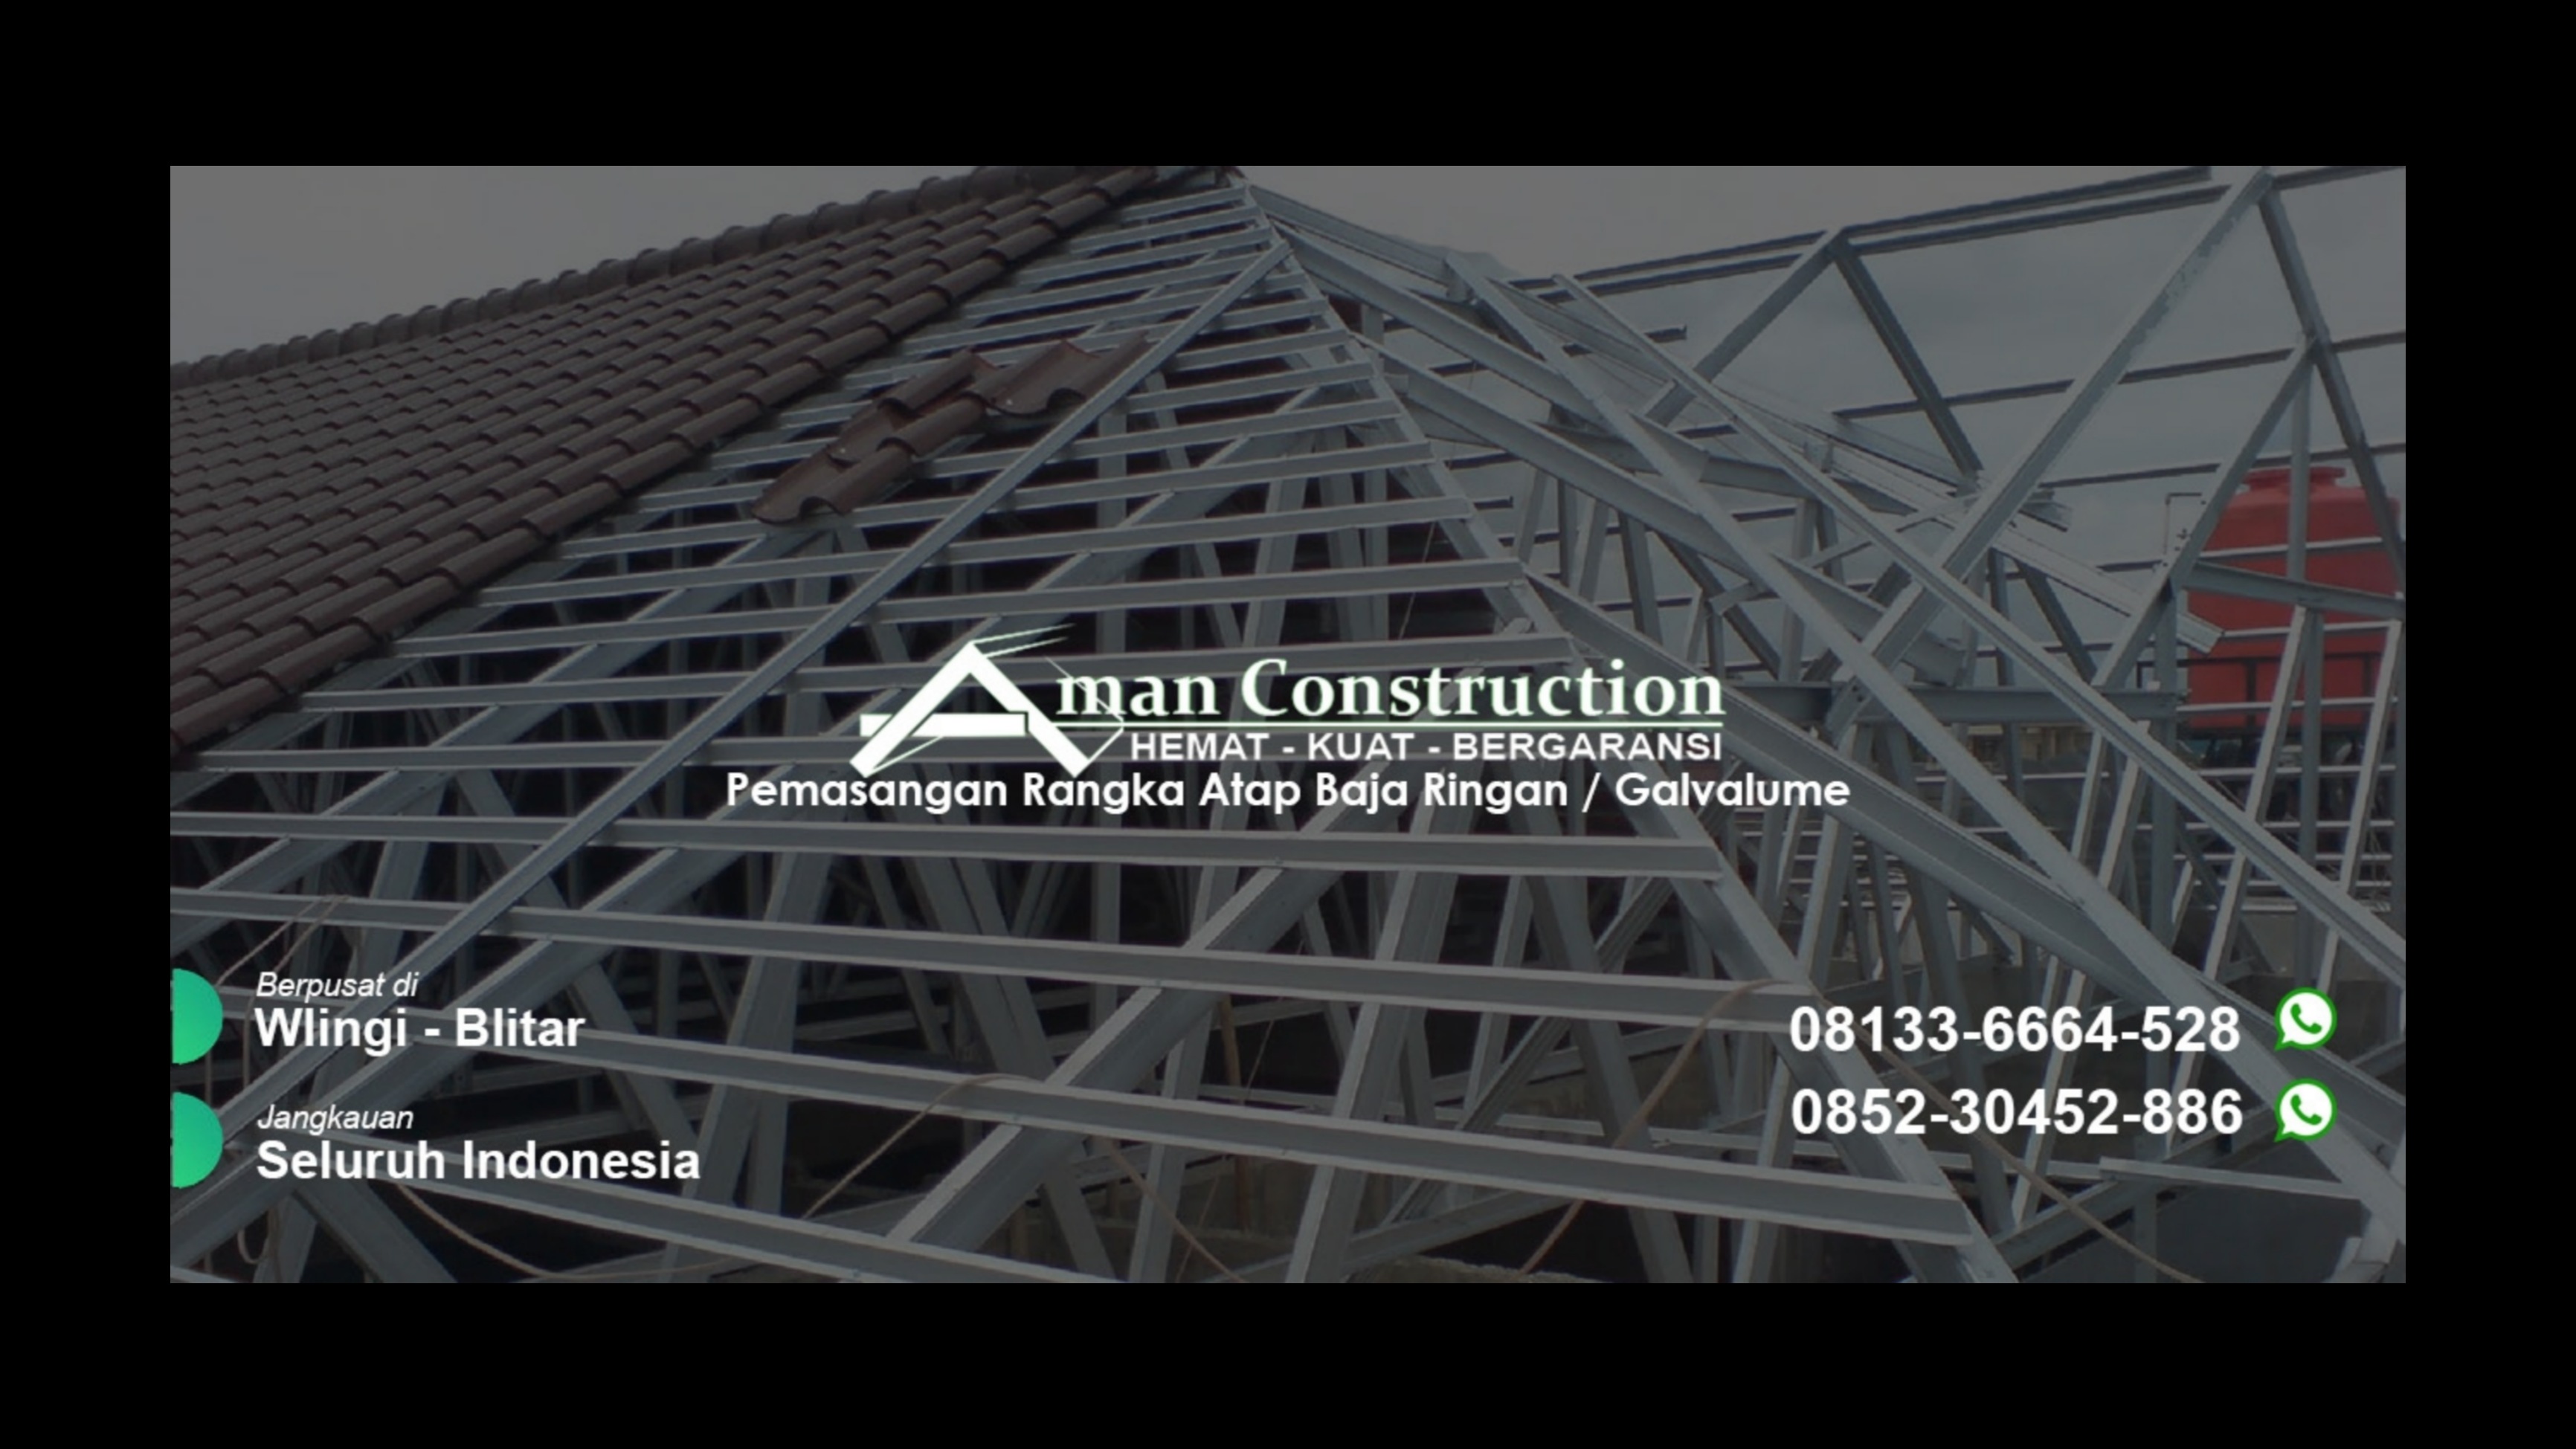 Aman Construction
HEMAT - KUAT - BERGARANSI
Pemasangan Rangka Atap Baja Ringan / Galvalume
Berpusat di
Wlingi - Blitar
Jangkauan
Seluruh Indonesia
08133-6664-528
0852-30452-886